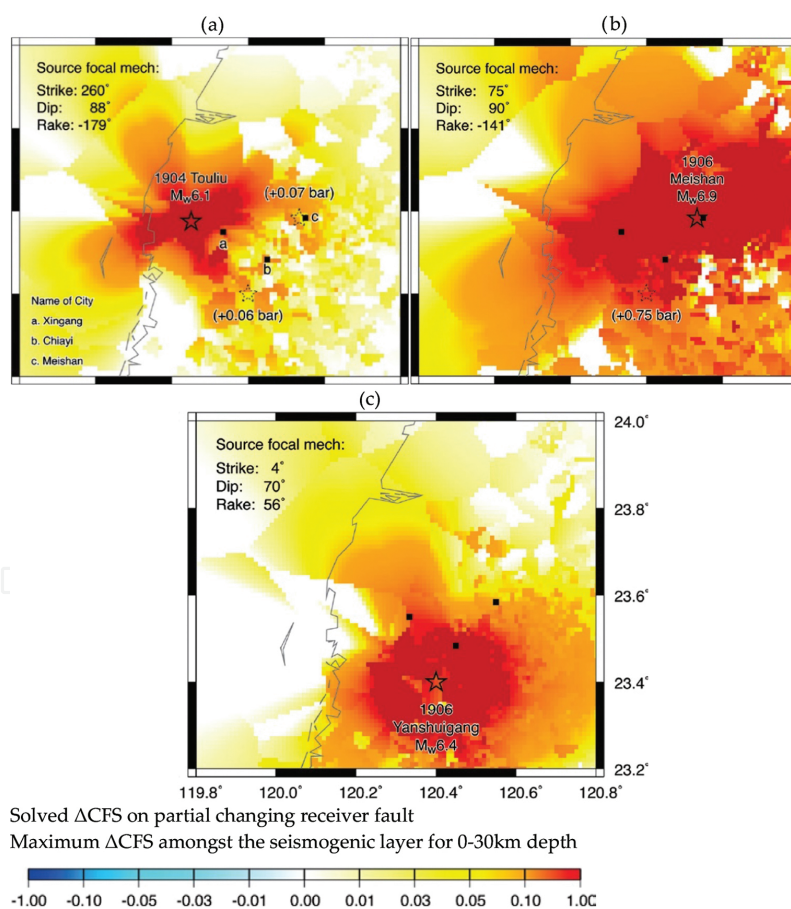 (a)
Source focal mech:
Strike: 260°
Dip: 88°
Rake: -179°
1904 Touliu
Mw6.1
(+0.07 bar)
c
a
b
(+0.06 bar)
Name of City
a. Xingang
b. Chiayi
c. Meishan
(b)
Source focal mech:
Strike: 75°
Dip: 90°
Rake: -141°
1906
Meishan
Mw6.9
(+0.75 bar)
(c)
Source focal mech:
Strike: 4°
Dip: 70°
Rake: 56°
1906
Yanshuigang
Mw6.4
24.0°
23.8°
23.6°
23.4°
23.2°
119.8° 120.0° 120.2° 120.4° 120.6° 120.8°
Solved ΔCFS on partial changing receiver fault
Maximum ΔCFS amongst the seismogenic layer for 0-30km depth
-1.00 -0.10 -0.05 -0.03 -0.01 0.00 0.01 0.03 0.05 0.10 1.00